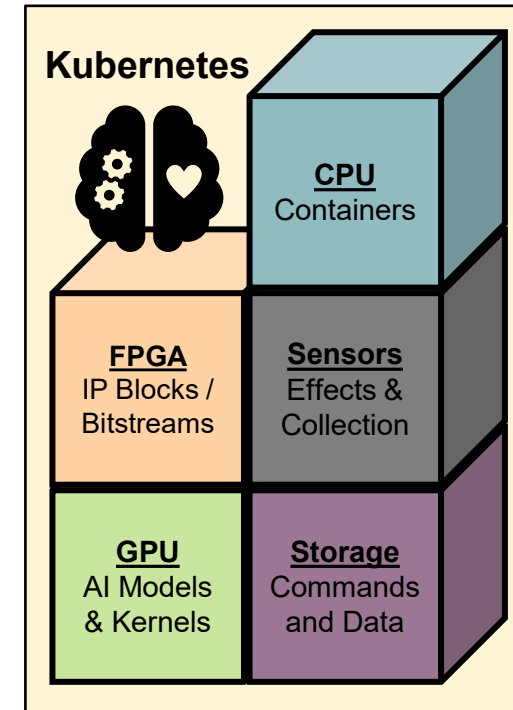 Kubernetes
CPU
Containers
FPGA
IP Blocks /
Bitstreams
Sensors
Effects &
Collection
GPU
AI Models
& Kernels
Storage
Commands
and Data